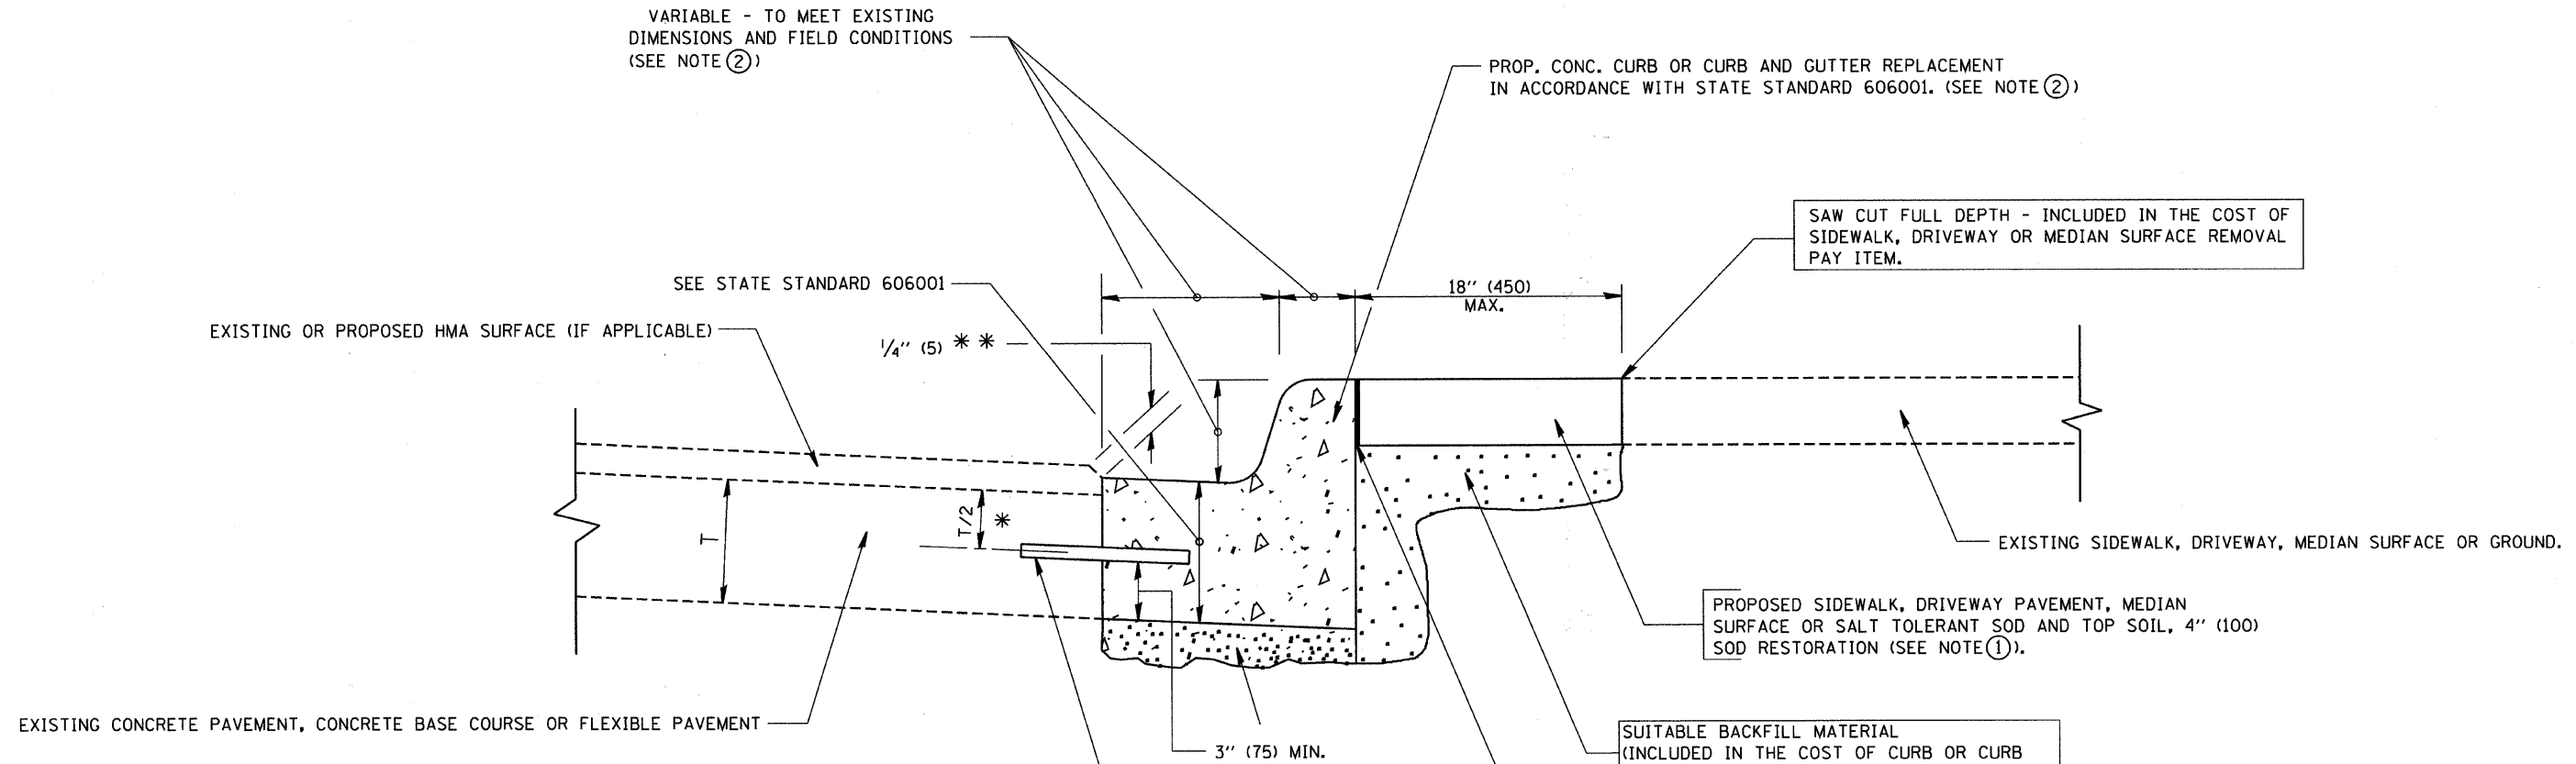 VARIABLE - TO MEET EXISTING
DIMENSIONS AND FIELD CONDITIONS
(SEE NOTE ②)
PROP. CONC. CURB OR CURB AND GUTTER REPLACEMENT
IN ACCORDANCE WITH STATE STANDARD 606001. (SEE NOTE ②)
SAW CUT FULL DEPTH - INCLUDED IN THE COST OF
SIDEWALK, DRIVEWAY OR MEDIAN SURFACE REMOVAL
PAY ITEM.
SEE STATE STANDARD 606001
18" (450)
MAX.
EXISTING OR PROPOSED HMA SURFACE (IF APPLICABLE)
1/4" (5) * *
T
T/2 *
EXISTING SIDEWALK, DRIVEWAY, MEDIAN SURFACE OR GROUND.
PROPOSED SIDEWALK, DRIVEWAY PAVEMENT, MEDIAN
SURFACE OR SALT TOLERANT SOD AND TOP SOIL, 4" (100)
SOD RESTORATION (SEE NOTE ①).
EXISTING CONCRETE PAVEMENT, CONCRETE BASE COURSE OR FLEXIBLE PAVEMENT
3" (75) MIN.
SUITABLE BACKFILL MATERIAL
(INCLUDED IN THE COST OF CURB OR CURB